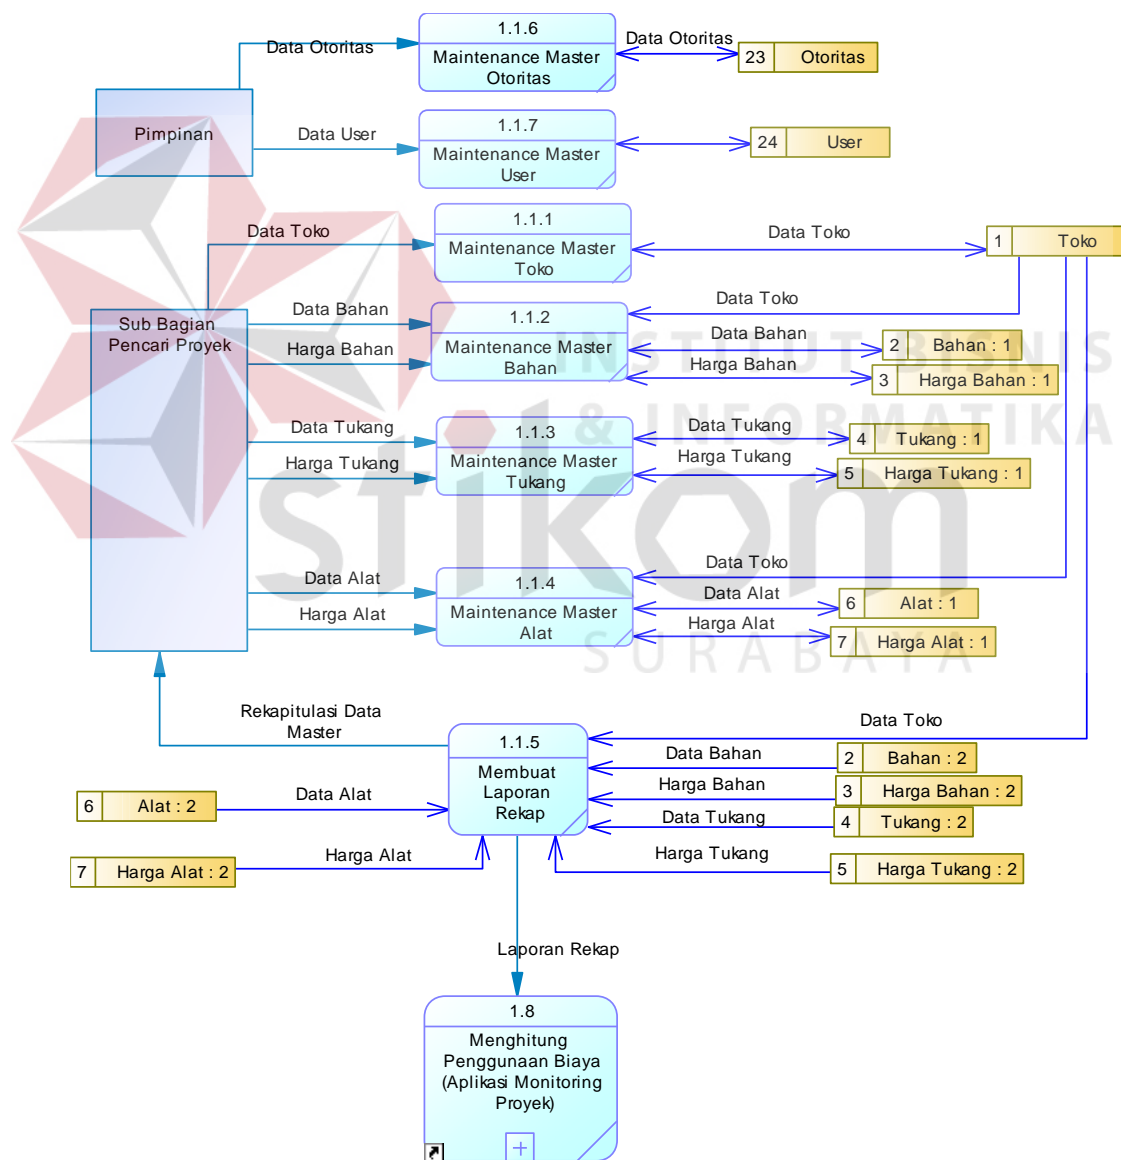 1.1.6
Maintenance Master
Otoritas
Data Otoritas
Data Otoritas
23 Otoritas
Pimpinan
Data User
1.1.7
Maintenance Master
User
24 User
Data Toko
1.1.1
Maintenance Master
Toko
Data Toko
1 Toko
Sub Bagian
Pencari Proyek
Data Bahan
Harga Bahan
1.1.2
Maintenance Master
Bahan
Data Toko
Data Bahan
2 Bahan : 1
Harga Bahan
3 Harga Bahan : 1
Data Tukang
Harga Tukang
1.1.3
Maintenance Master
Tukang
Data Tukang
4 Tukang : 1
Harga Tukang
5 Harga Tukang : 1
Data Alat
Harga Alat
1.1.4
Maintenance Master
Alat
Data Toko
Data Alat
6 Alat : 1
Harga Alat
7 Harga Alat : 1
Rekapitulasi Data
Master
1.1.5
Membuat
Laporan
Rekap
Data Toko
Data Bahan
2 Bahan : 2
Harga Bahan
3 Harga Bahan : 2
Data Tukang
4 Tukang : 2
Harga Tukang
5 Harga Tukang : 2
6 Alat : 2
Data Alat
7 Harga Alat : 2
Harga Alat
Laporan Rekap
1.8
Menghitung
Penggunaan Biaya
(Aplikasi Monitoring
Proyek)
INSTITUT BISNIS
& INFORMATIKA
stikom
SURABAYA